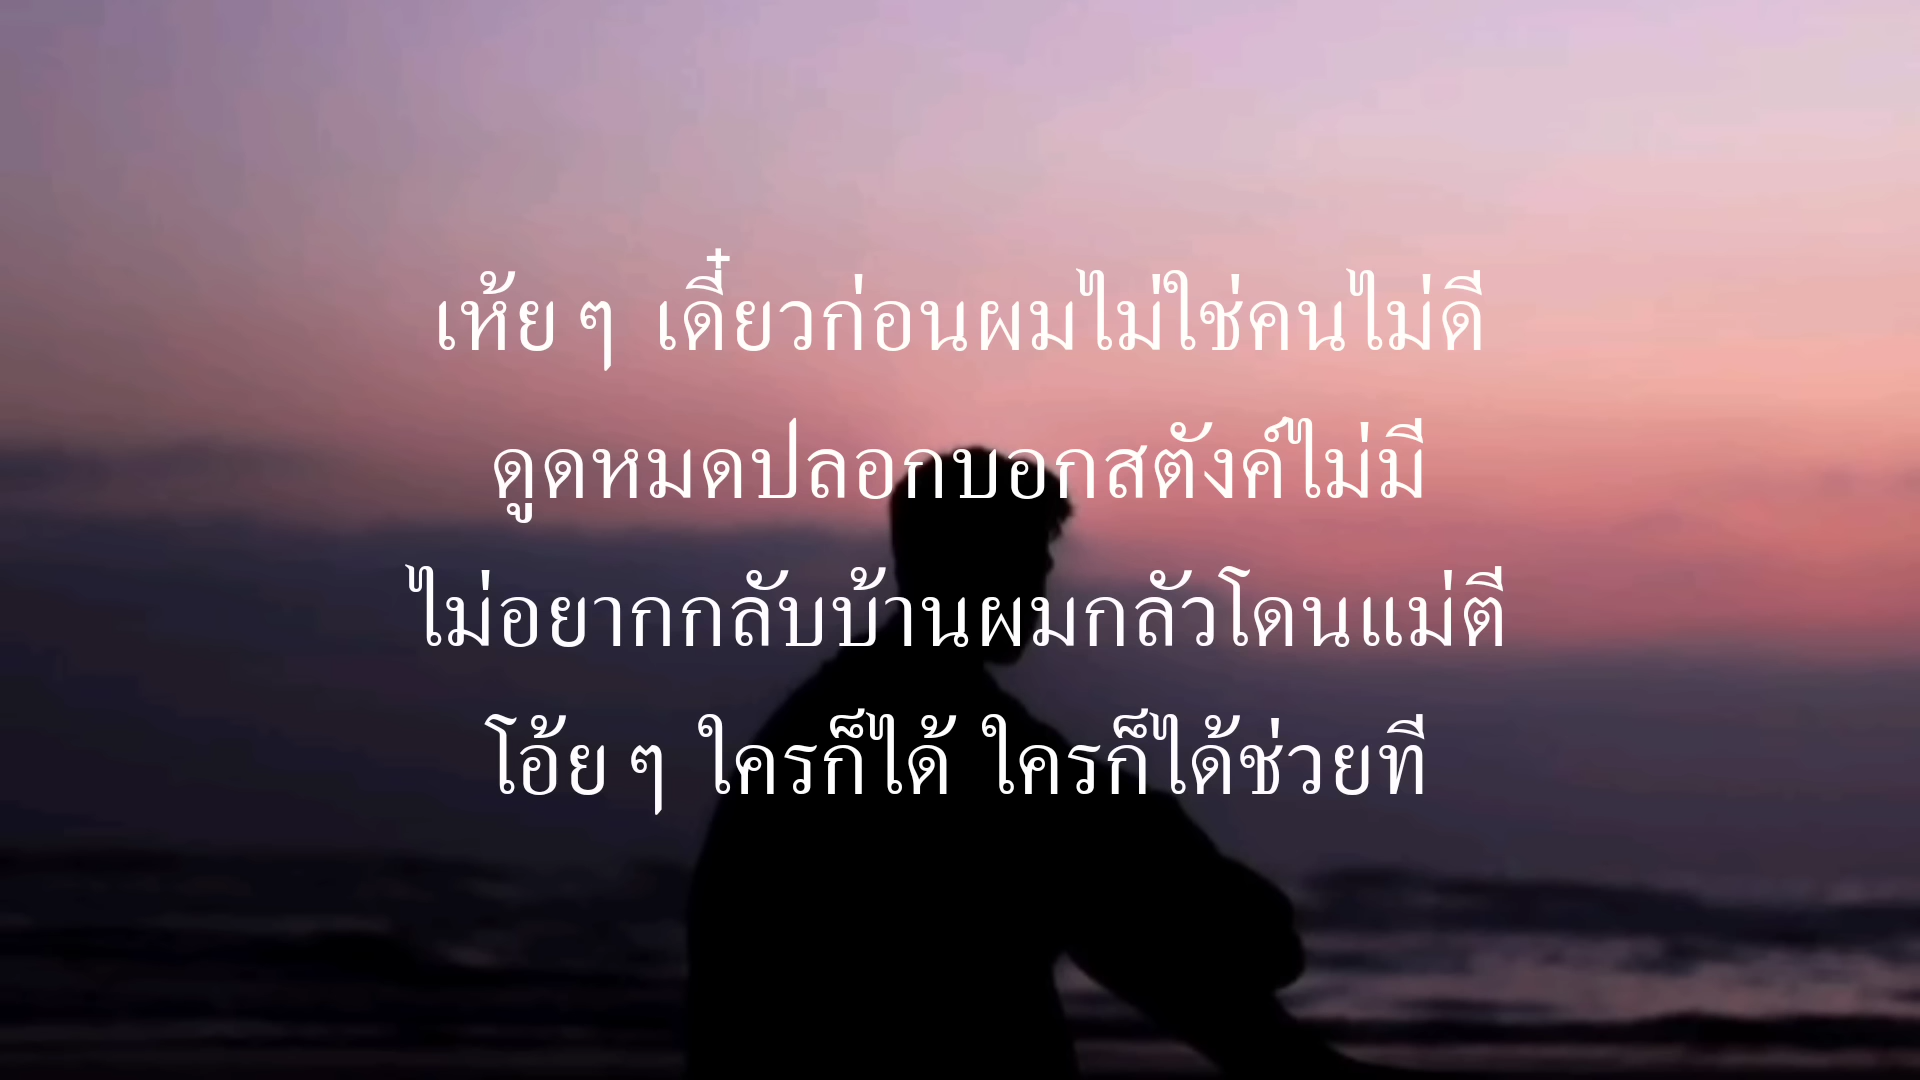 เห้ย ๆ เดี๋ยวก่อนผมไม่ใช่คนไม่ดี
ดูดหมดปลอกบอกสตังค์ไม่มี
ไม่อยากกลับบ้านผมกลัวโดนแม่ตี
โอ้ย ๆ ใครก็ได้ ใครก็ได้ช่วยที